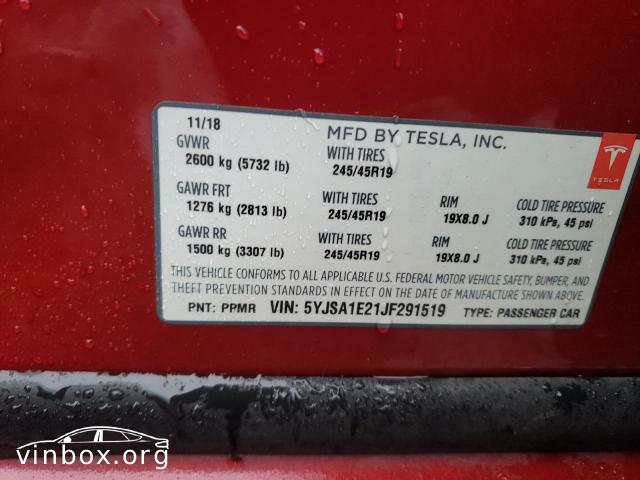 11/18
MFD BY TESLA, INC.
TESLA
GVWR
2600 kg (5732 lb)
WITH TIRES
245/45R19
GAWR FRT
1276 kg (2813 lb)
WITH TIRES
245/45R19
RIM
19X8.0 J
COLD TIRE PRESSURE
310 kPa, 45 psi
GAWR RR
1500 kg (3307 lb)
WITH TIRES
245/45R19
RIM
19X8.0 J
COLD TIRE PRESSURE
310 kPa, 45 psi
THIS VEHICLE CONFORMS TO ALL APPLICABLE U.S. FEDERAL MOTOR VEHICLE SAFETY, BUMPER, AND
THEFT PREVENTION STANDARDS IN EFFECT ON THE DATE OF MANUFACTURE SHOWN ABOVE.
PNT: PPMR VIN: 5YJSA1E21JF291519 TYPE: PASSENGER CAR
vinbox.org